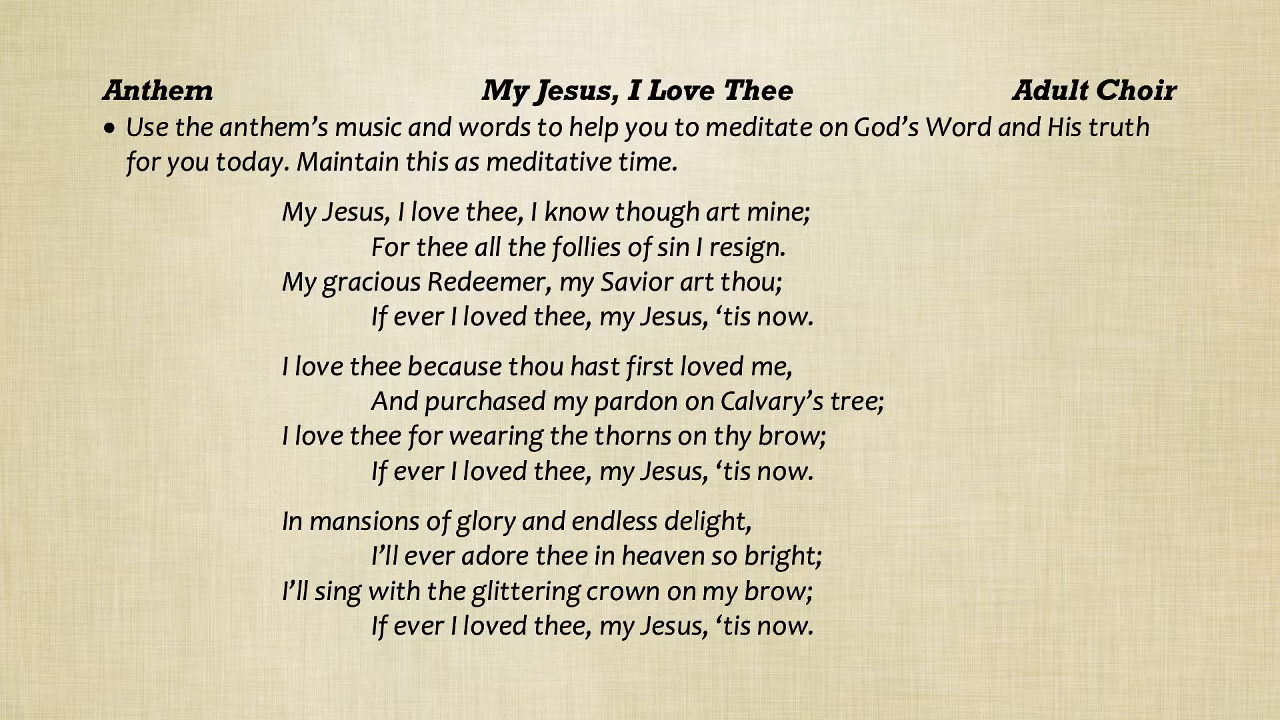 Anthem My Jesus, I Love Thee Adult Choir
• Use the anthem’s music and words to help you to meditate on God’s Word and His truth
for you today. Maintain this as meditative time.
My Jesus, I love thee, I know though art mine;
For thee all the follies of sin I resign.
My gracious Redeemer, my Savior art thou;
If ever I loved thee, my Jesus, ‘tis now.
I love thee because thou hast first loved me,
And purchased my pardon on Calvary’s tree;
I love thee for wearing the thorns on thy brow;
If ever I loved thee, my Jesus, ‘tis now.
In mansions of glory and endless delight,
I’ll ever adore thee in heaven so bright;
I’ll sing with the glittering crown on my brow;
If ever I loved thee, my Jesus, ‘tis now.